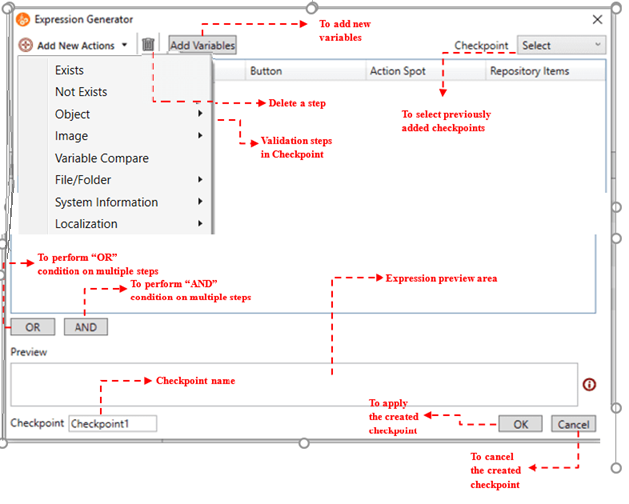 Expression Generator
To add new
variables
Add New Actions
Add Variables
Checkpoint
Select
Exists
Button
Action Spot
Repository Items
Not Exists
Delete a step
Object
To select previously
added checkpoints
Image
Validation steps
in Checkpoint
Variable Compare
File/Folder
System Information
Localization
To perform “OR”
condition on multiple steps
To perform “AND”
condition on multiple steps
Expression preview area
OR
AND
Preview
Checkpoint name
To apply
the created
checkpoint
Checkpoint
Checkpoint1
OK
Cancel
To cancel
the created
checkpoint